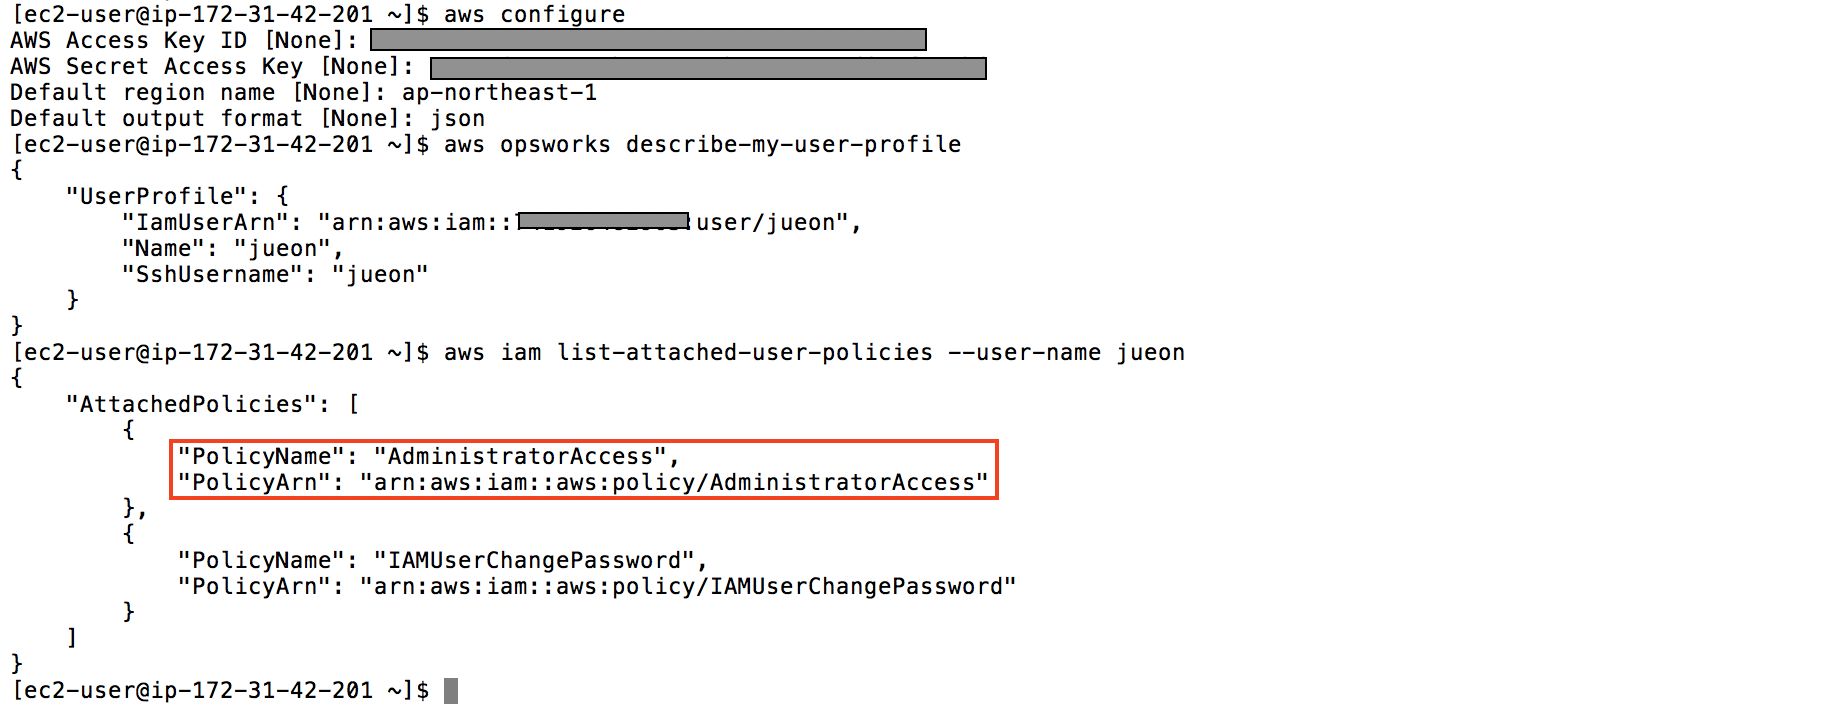 [ec2-user@ip-172-31-42-201 ~]$ aws configure
AWS Access Key ID [None]:
AWS Secret Access Key [None]:
Default region name [None]: ap-northeast-1
Default output format [None]: json
[ec2-user@ip-172-31-42-201 ~]$ aws opsworks describe-my-user-profile
{
    "UserProfile": {
        "IamUserArn": "arn:aws:iam:: :user/jueon",
        "Name": "jueon",
        "SshUsername": "jueon"
    }
}
[ec2-user@ip-172-31-42-201 ~]$ aws iam list-attached-user-policies --user-name jueon
{
    "AttachedPolicies": [
        {
            "PolicyName": "AdministratorAccess",
            "PolicyArn": "arn:aws:iam::aws:policy/AdministratorAccess"
        },
        {
            "PolicyName": "IAMUserChangePassword",
            "PolicyArn": "arn:aws:iam::aws:policy/IAMUserChangePassword"
        }
    ]
}
[ec2-user@ip-172-31-42-201 ~]$